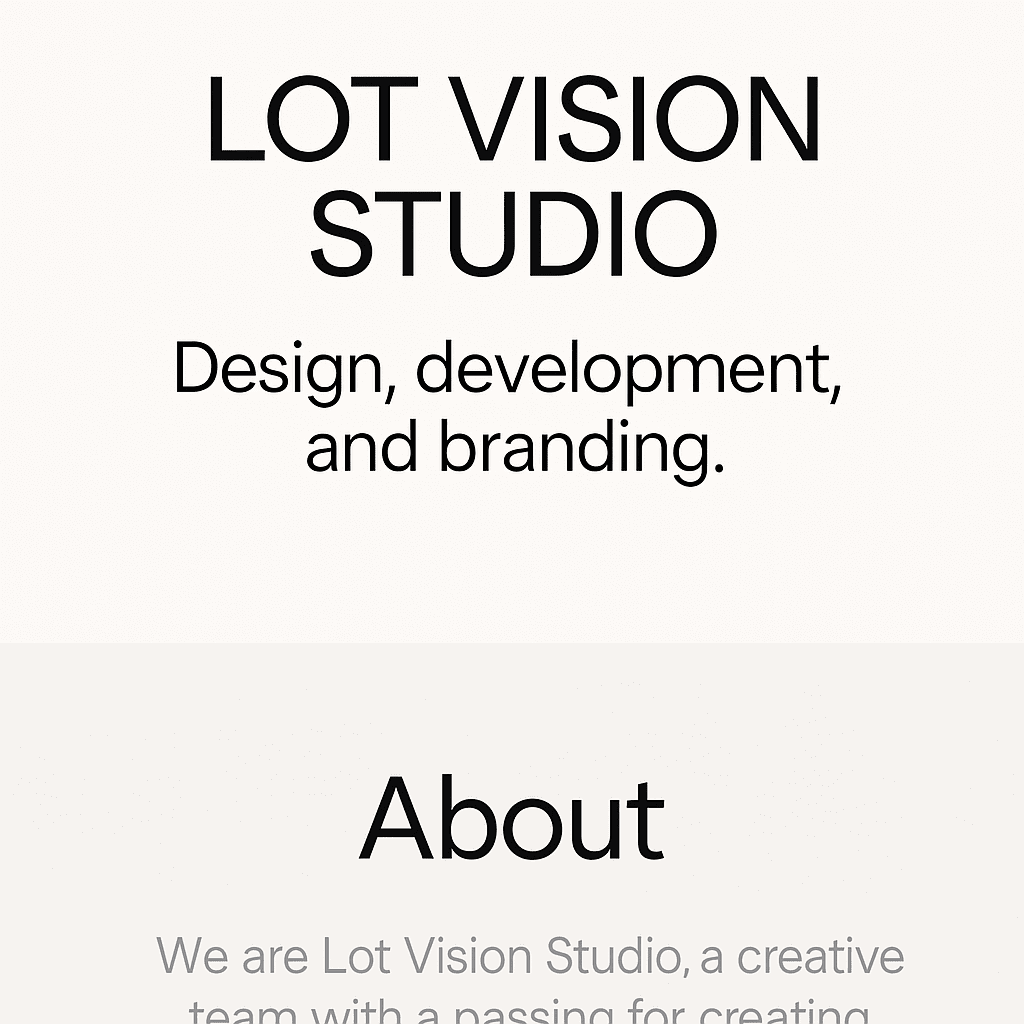 LOT VISION
STUDIO
Design, development,
and branding.
About
We are Lot Vision Studio, a creative
team with a passing for creating